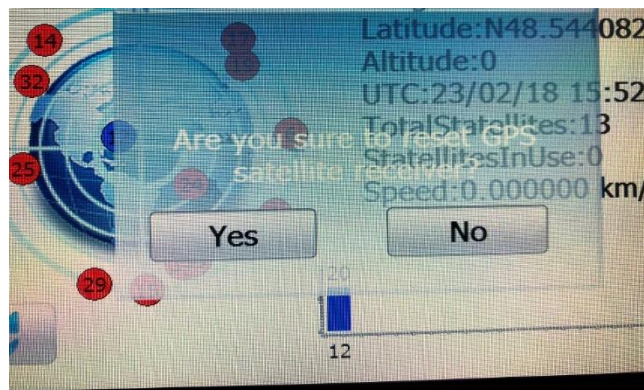 14
Latitude:N48.544082
Altitude:0
32
UTC:23/02/18 15:52
TotalStatellites:13
Are you sure to reset GPS
StatellitesInUse:0
25
satellite receiver?
Speed:0.000000 km/
Yes
No
29
20
12